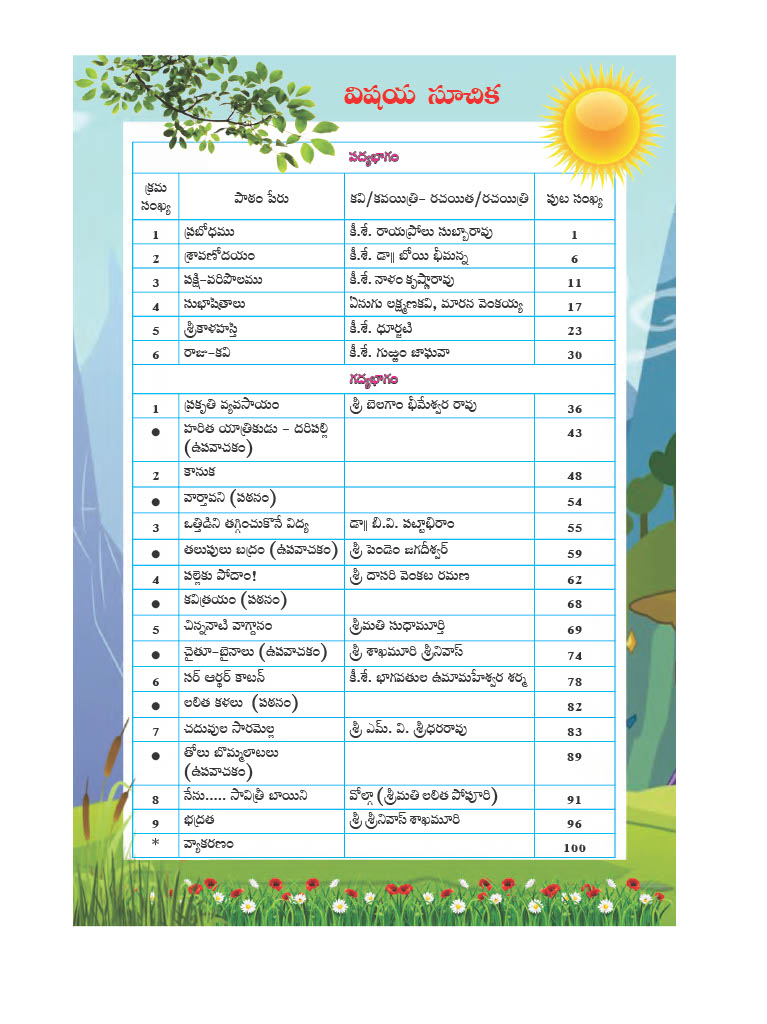 విషయ సూచిక
పద్యభాగం
క్రమ సంఖ్య పాఠం పేరు కవి/కవయిత్రి- రచయిత/రచయిత్రి పుట సంఖ్య
1 ప్రబోధము కీ.శే. రాయప్రోలు సుబ్బారావు 1
2 శ్రావణోదయం కీ.శే. డా॥ బోయి భీమన్న 6
3 పక్షి-పరిపాలము కీ.శే. నాళం కృష్ణారావు 11
4 సుభాషితాలు ఏనుగు లక్ష్మణకవి, మారన వెంకయ్య 17
5 శ్రీకాళహస్తి కీ.శే. ధూర్జటి 23
6 రాజు-కవి కీ.శే. గుఱ్ఱం జాషువా 30
గద్యభాగం
1 ప్రకృతి వ్యవసాయం శ్రీ బెలగాం భీమేశ్వర రావు 36
● హరిత యాత్రికుడు - దరిపల్లి 43
(ఉపవాచకం)
2 కానుక 48
● వార్తావని (పఠనం) 54
3 ఒత్తిడిని తగ్గించుకొనే విద్య డా॥ బి.వి. పట్టాభిరాం 55
● తలుపులు బద్రం (ఉపవాచకం) శ్రీ పెండెం జగదీశ్వర్ 59
4 పల్లెకు పోదాం! శ్రీ దాసరి వెంకట రమణ 62
● కవిత్రయం (పఠనం) 68
5 చిన్ననాటి వాగ్దానం శ్రీమతి సుధామూర్తి 69
● చైతూ-బైనాలు (ఉపవాచకం) శ్రీ శాఖమూరి శ్రీనివాస్ 74
6 సర్ ఆర్థర్ కాటన్ కీ.శే. భాగవతుల ఉమామహేశ్వర శర్మ 78
● లలిత కళలు (పఠనం) 82
7 చదువుల సారమెల్ల శ్రీ ఎమ్. వి. శ్రీధరరావు 83
● తోలు బొమ్మలాటలు 89
(ఉపవాచకం)
8 నేను..... సావిత్రీ బాయిని వోల్గా (శ్రీమతి లలిత పోపూరి) 91
9 భద్రత శ్రీ శ్రీనివాస్ శాఖమూరి 96
* వ్యాకరణం 100